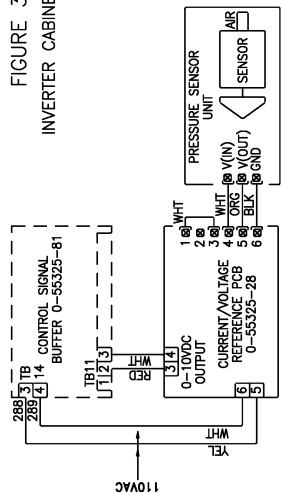 FIGURE 3
INVERTER CABINE
288
289
3 TB
4 14
CONTROL SIGNAL
BUFFER 0-55325-81
TB11
1 2 3
RED
WHT
3 4
0-10VDC
OUTPUT
CURRENT/VOLTAGE
REFERENCE PCB
0-55325-28
6
5
WHT
YEL
110VAC
1
2
3
4
5
6
WHT
WHT
ORG
BLK
PRESSURE SENSOR
UNIT
V(IN)
V(OUT)
GND
AIR
SENSOR